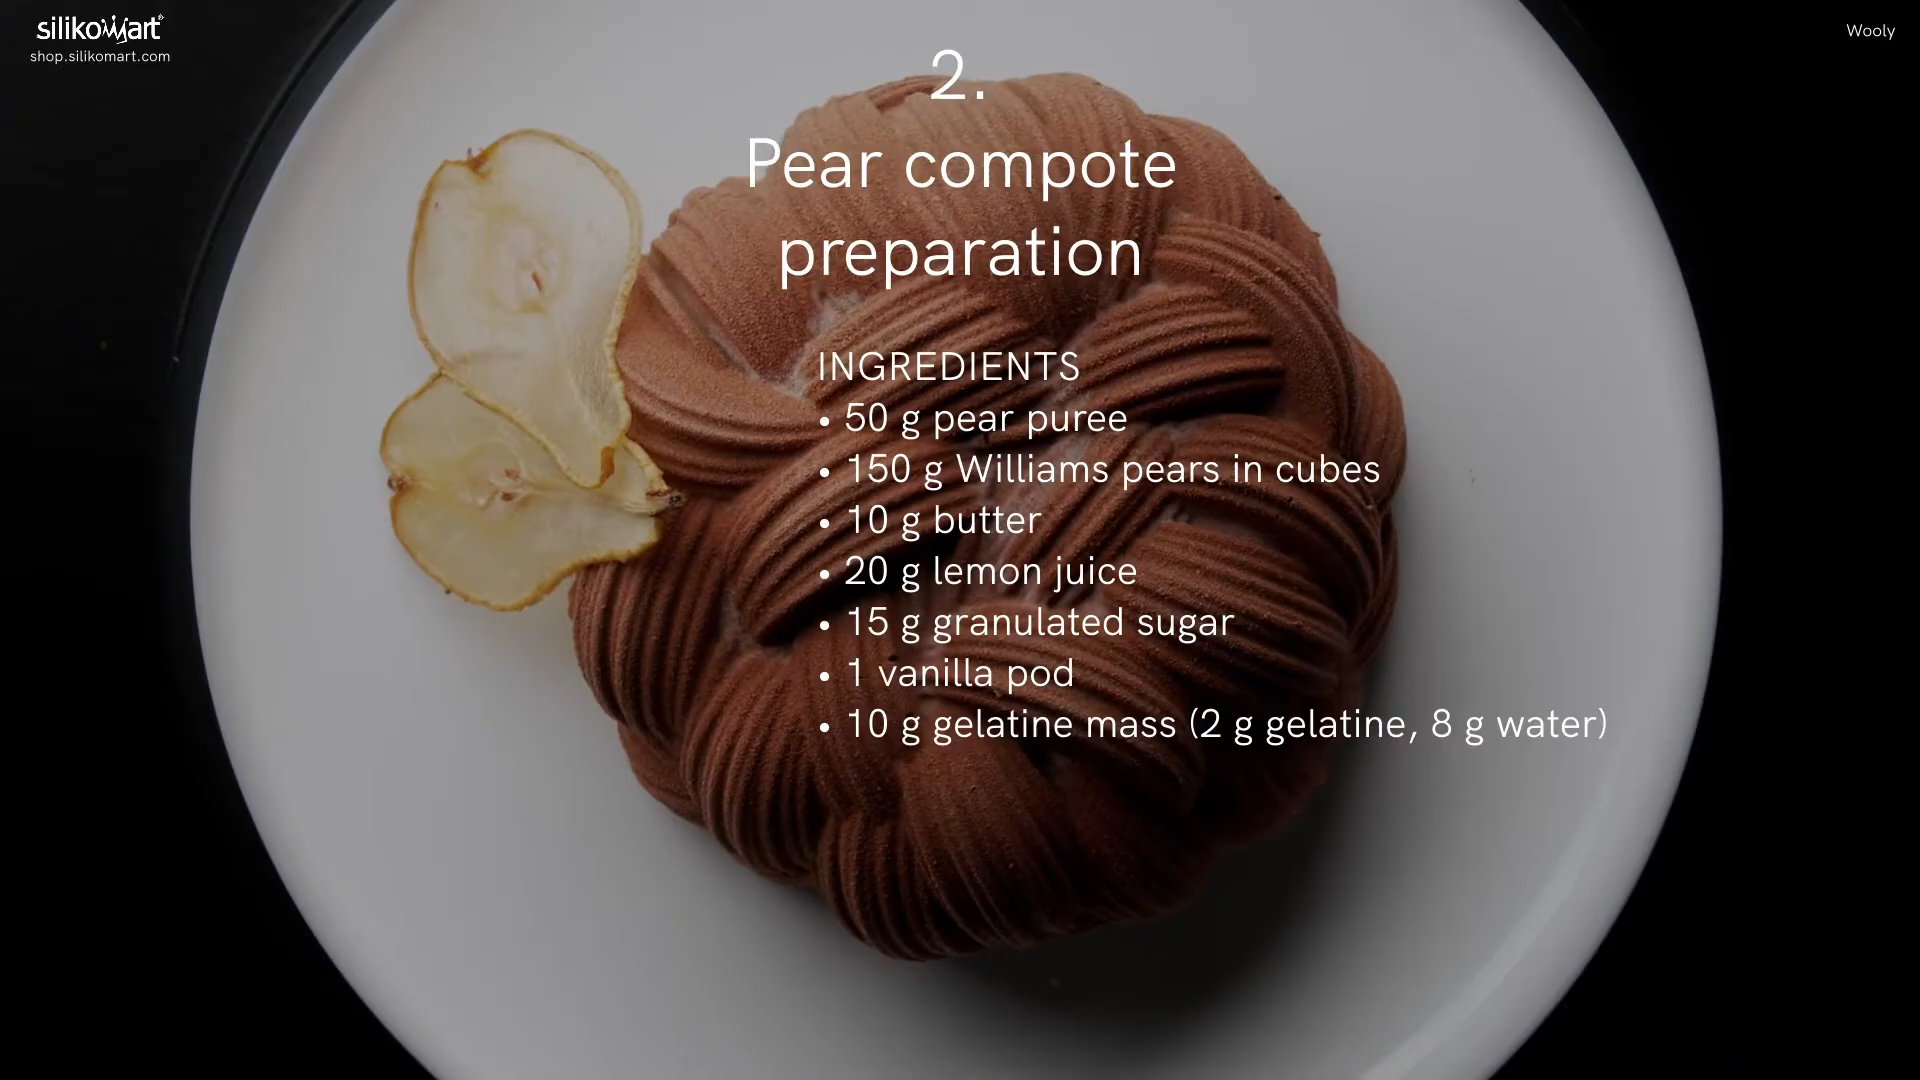 silikomart
shop.silikomart.com
Wooly
2.
Pear compote
preparation
INGREDIENTS
• 50 g pear puree
• 150 g Williams pears in cubes
• 10 g butter
• 20 g lemon juice
• 15 g granulated sugar
• 1 vanilla pod
• 10 g gelatine mass (2 g gelatine, 8 g water)